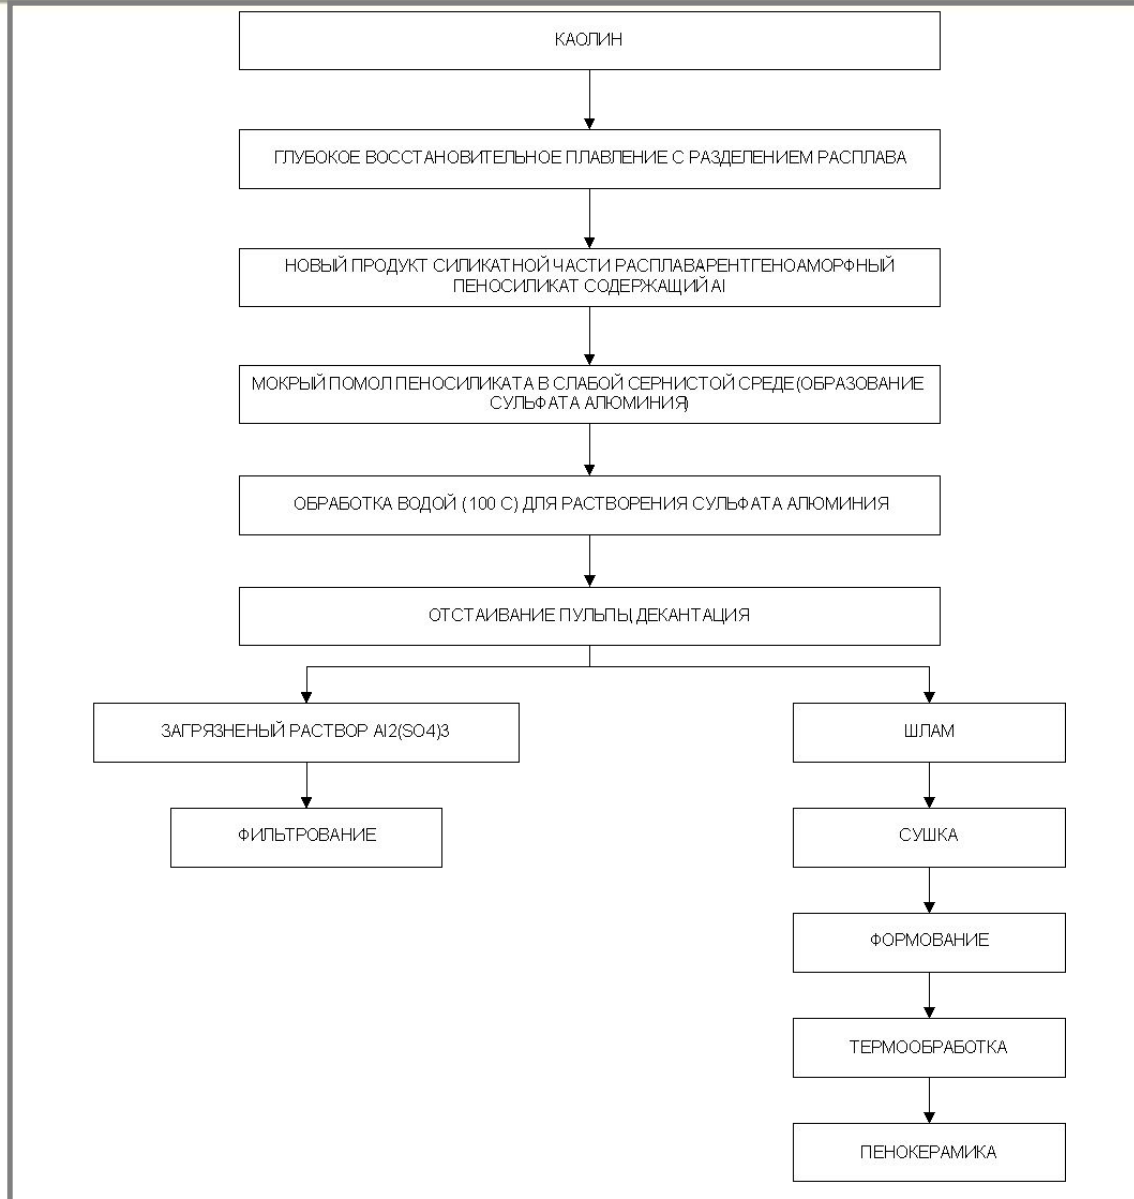 КАОЛИН
ГЛУБОКОЕ ВОССТАНОВИТЕЛЬНОЕ ПЛАВЛЕНИЕ С РАЗДЕЛЕНИЕМ РАСПЛАВА
НОВЫЙ ПРОДУКТ СИЛИКАТНОЙ ЧАСТИ РАСПЛАВАРЕНТГЕНОАМОРФНЫЙ
ПЕНОСИЛИКАТ СОДЕРЖАЩИЙ Al
МОКРЫЙ ПОМОЛ ПЕНОСИЛИКАТА В СЛАБОЙ СЕРНИСТОЙ СРЕДЕ(ОБРАЗОВАНИЕ
СУЛЬФАТА АЛЮМИНИЯ)
ОБРАБОТКА ВОДОЙ (100 С) ДЛЯ РАСТВОРЕНИЯ СУЛЬФАТА АЛЮМИНИЯ
ОТСТАИВАНИЕ ПУЛЬПЫ,ДЕКАНТАЦИЯ
ЗАГРЯЗНЕНЫЙ РАСТВОР Al2(SO4)3
ШЛАМ
ФИЛЬТРОВАНИЕ
СУШКА
ФОРМОВАНИЕ
ТЕРМООБРАБОТКА
ПЕНОКЕРАМИКА